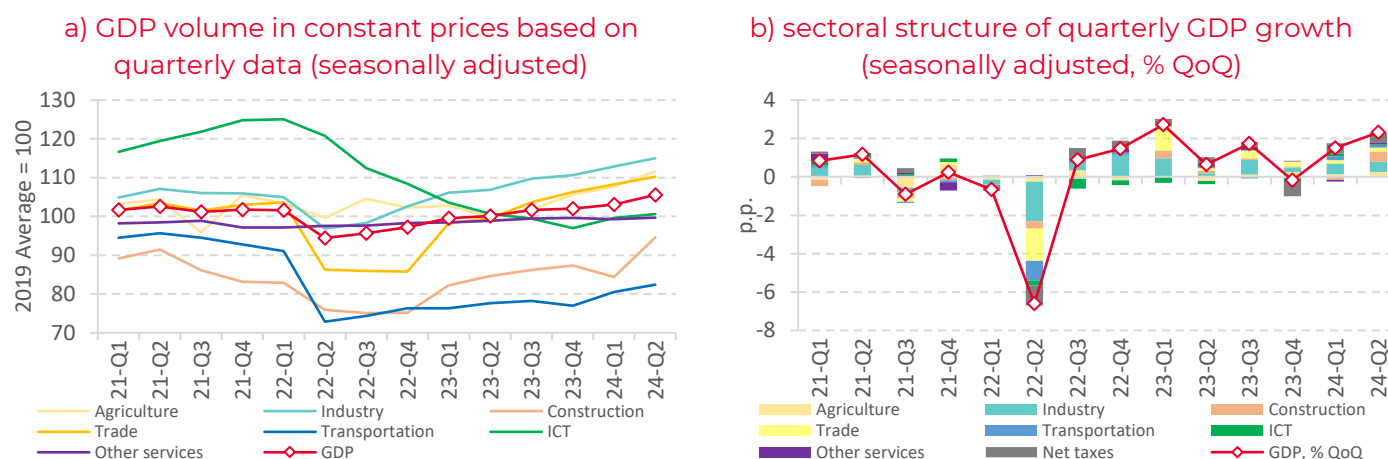 a) GDP volume in constant prices based on
quarterly data (seasonally adjusted)
130
120
110
100
90
80
70
2019 Average = 100
21-Q1
21-Q2
21-Q3
21-Q4
22-Q1
22-Q2
22-Q3
22-Q4
23-Q1
23-Q2
23-Q3
23-Q4
24-Q1
24-Q2
Agriculture Industry Construction
Trade Transportation ICT
Other services GDP
b) sectoral structure of quarterly GDP growth
(seasonally adjusted, % QoQ)
4
2
0
-2
-4
-6
-8
p.p.
21-Q1
21-Q2
21-Q3
21-Q4
22-Q1
22-Q2
22-Q3
22-Q4
23-Q1
23-Q2
23-Q3
23-Q4
24-Q1
24-Q2
Agriculture Industry Construction
Trade Transportation ICT
Other services Net taxes GDP, % QoQ